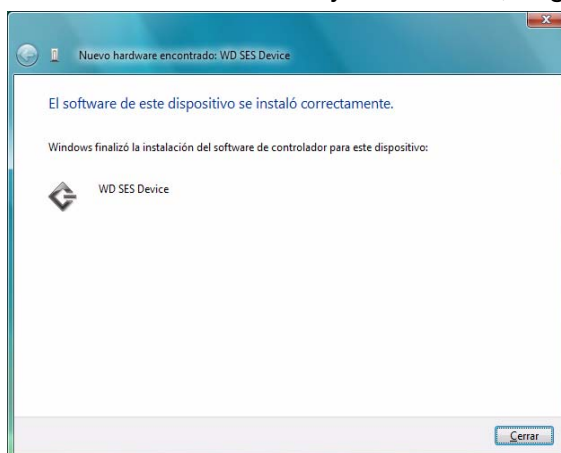 Nuevo hardware encontrado: WD SES Device
El software de este dispositivo se instaló correctamente.
Windows finalizó la instalación del software de controlador para este dispositivo:
WD SES Device
Cerrar